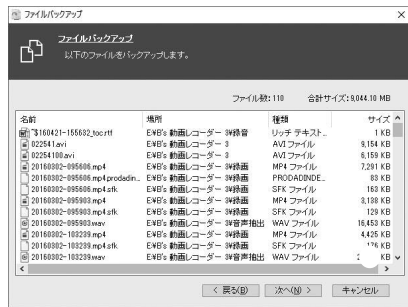 ファイルバックアップ
ファイルバックアップ
以下のファイルをバックアップします。
ファイル数: 110 合計サイズ: 9,044.10 MB
名前 場所 種類 サイズ
~$160421-155632_toc.rtf E:¥B's 動画レコーダー 3¥録音 リッチ テキスト... 1 KB
022541.avi E:¥B's 動画レコーダー 3 AVI ファイル 9,154 KB
02254100.avi E:¥B's 動画レコーダー 3 AVI ファイル 6,159 KB
20160302-095606.mp4 E:¥B's 動画レコーダー 3¥録画 MP4 ファイル 7,291 KB
20160302-095606.mp4.prodadin... E:¥B's 動画レコーダー 3¥録画 PRODADINDE... 83 KB
20160302-095606.mp4.sfk E:¥B's 動画レコーダー 3¥録画 SFK ファイル 163 KB
20160302-095903.mp4 E:¥B's 動画レコーダー 3¥録画 MP4 ファイル 3,138 KB
20160302-095903.mp4.sfk E:¥B's 動画レコーダー 3¥録画 SFK ファイル 129 KB
20160302-095903.wav E:¥B's 動画レコーダー 3¥音声抽出 WAV ファイル 16,453 KB
20160302-103239.mp4 E:¥B's 動画レコーダー 3¥録画 MP4 ファイル 4,425 KB
20160302-103239.mp4.sfk E:¥B's 動画レコーダー 3¥録画 SFK ファイル KB
20160302-103239.wav E:¥B's 動画レコーダー 3¥音声抽出 WAV ファイル KB
< 戻る(B) 次へ(N) > キャンセル